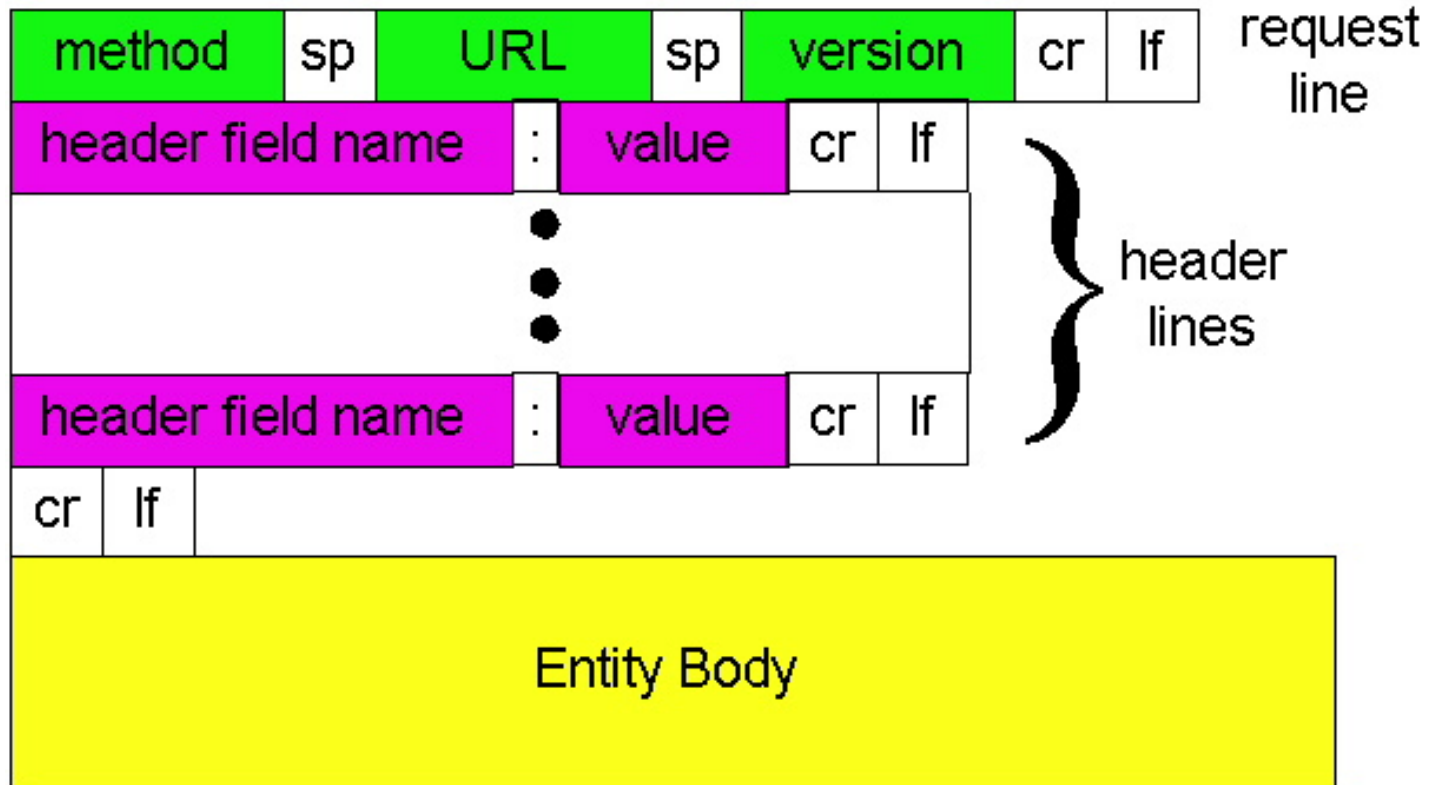 method sp URL sp version cr lf
request
line
header field name : value cr lf
header
lines
header field name : value cr lf
cr lf
Entity Body